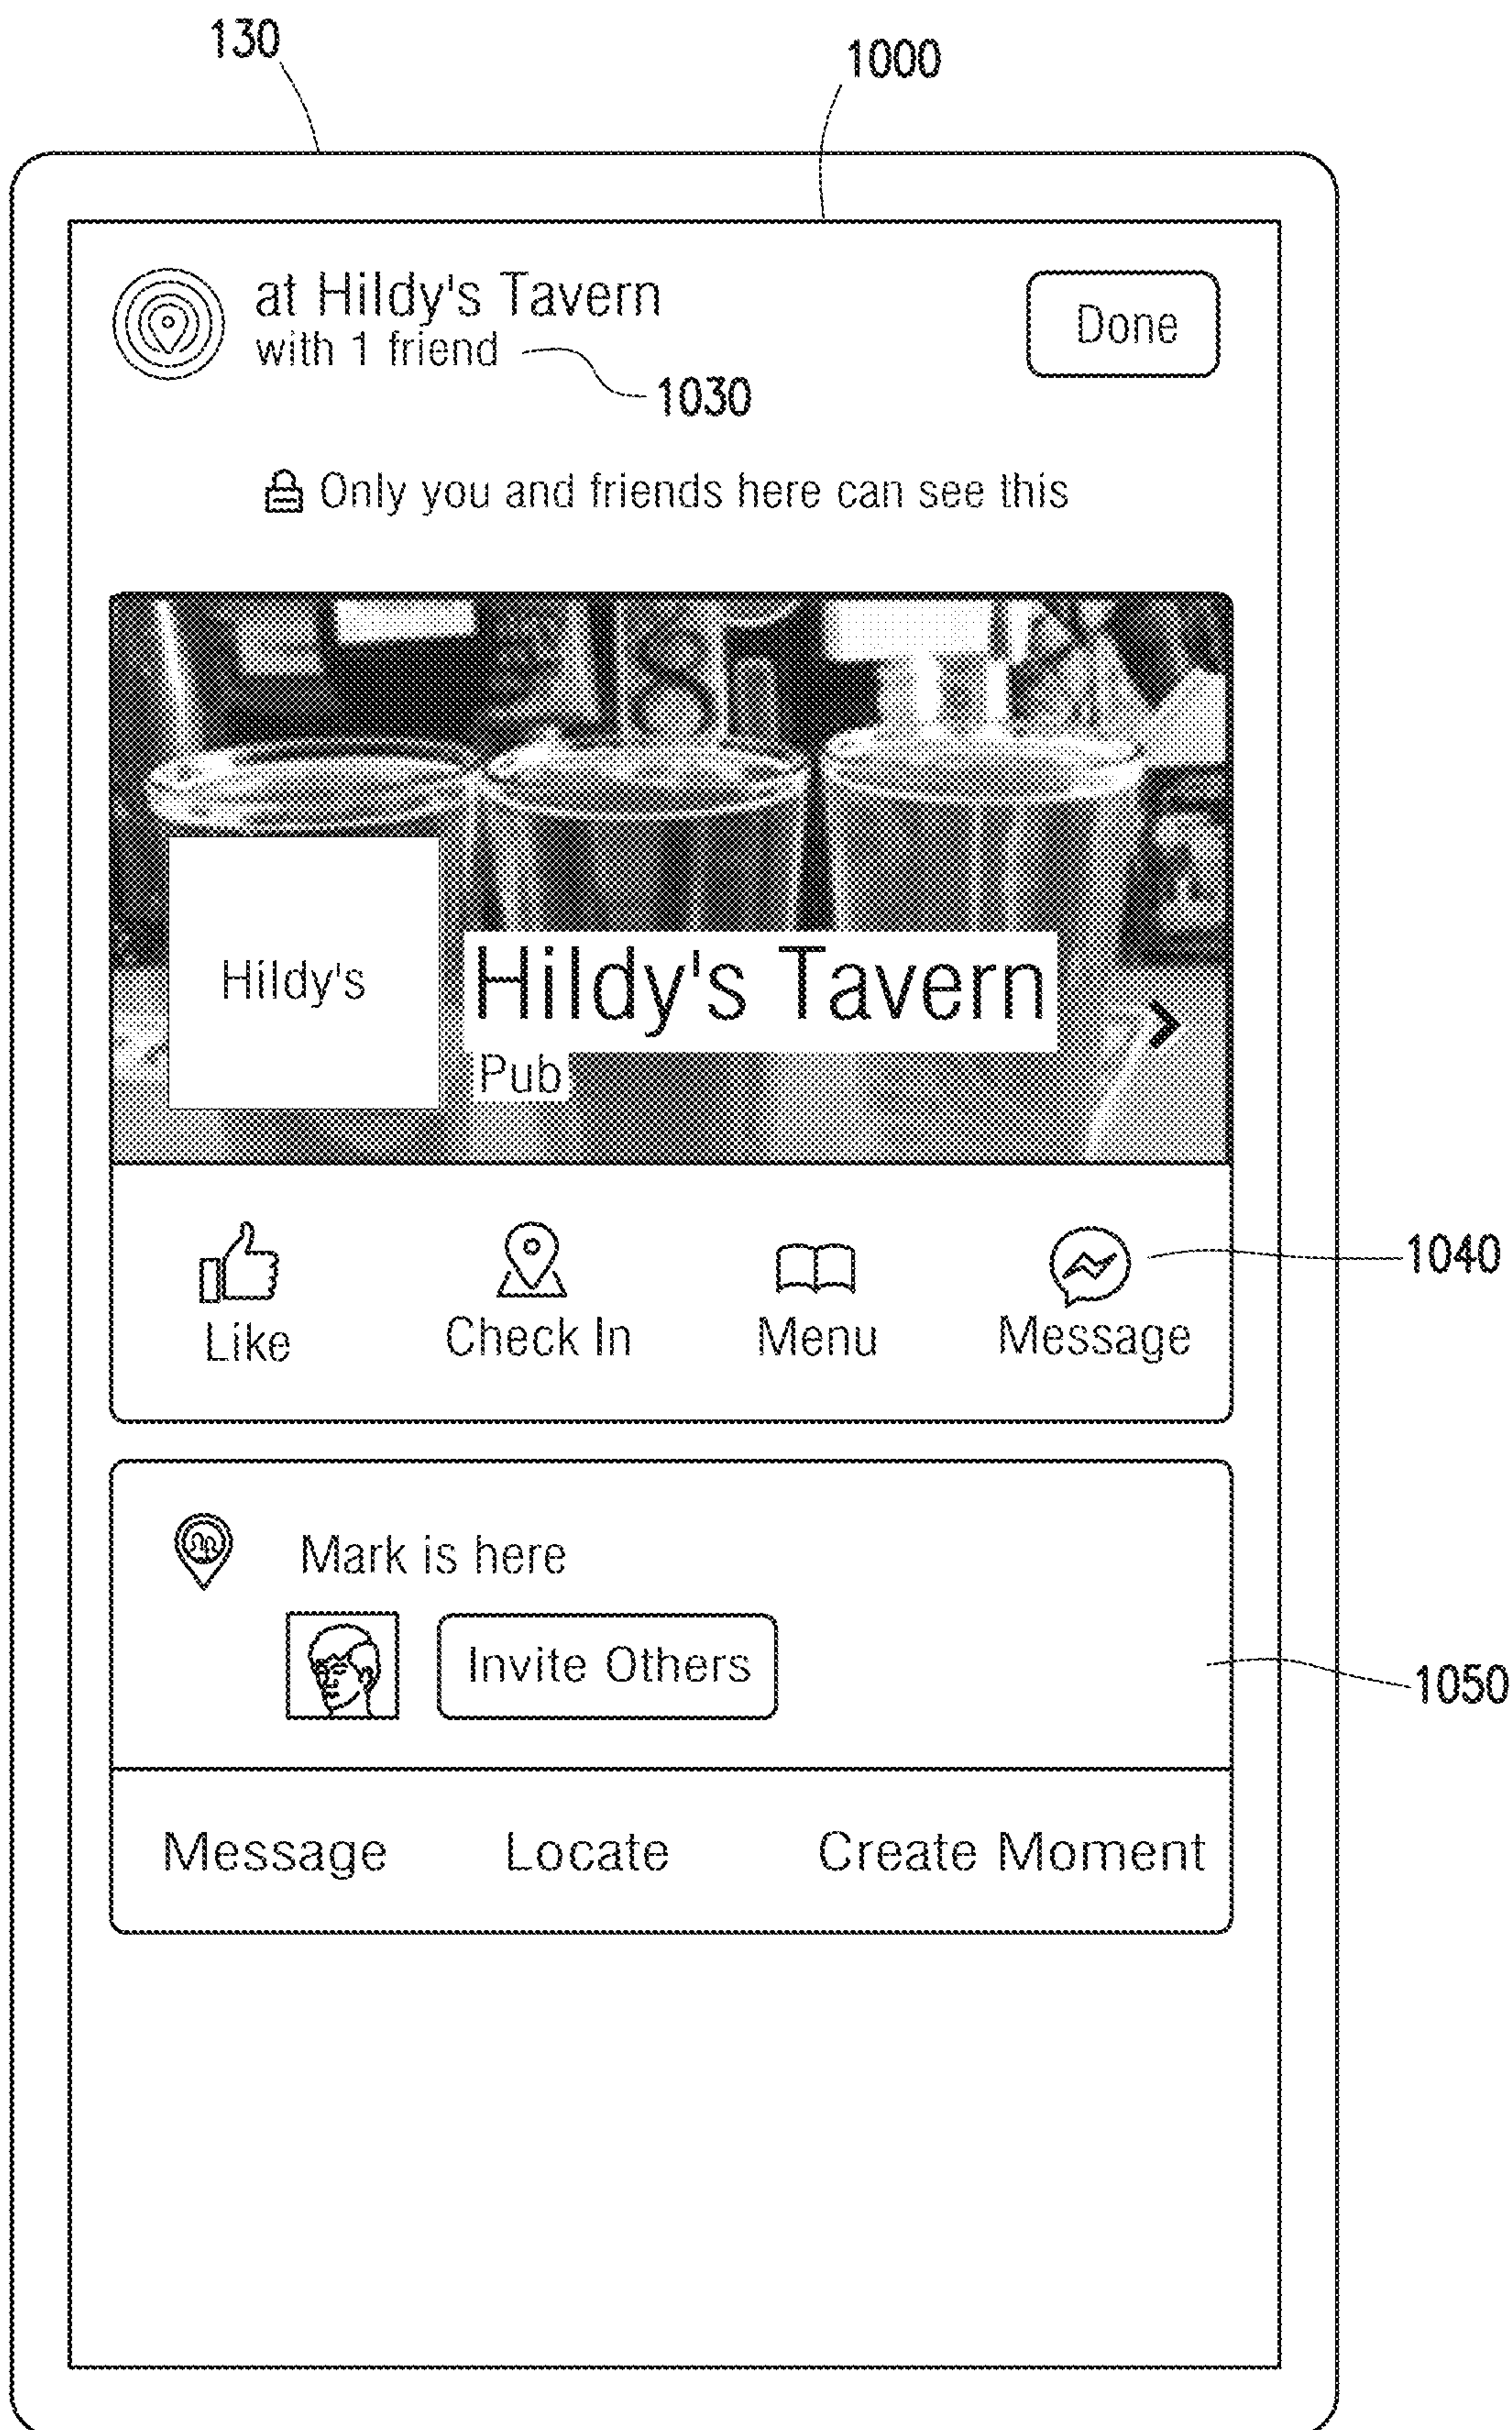 130
1000
at Hildy's Tavern
with 1 friend
Done
1030
Only you and friends here can see this
Hildy's
Hildy's Tavern
Pub
Like
Check In
Menu
Message
1040
Mark is here
Invite Others
1050
Message
Locate
Create Moment